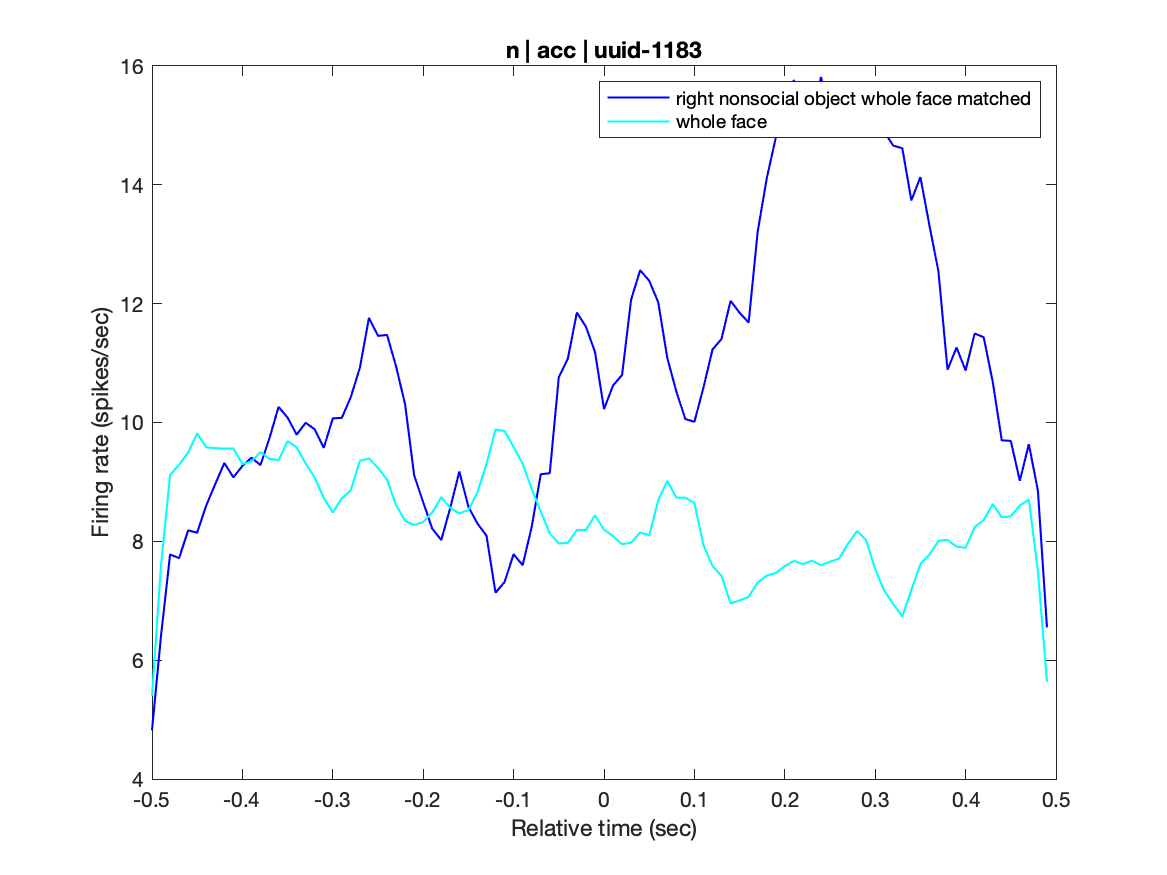 n | acc | uuid-1183
16
14
12
10
8
6
4
Firing rate (spikes/sec)
right nonsocial object whole face matched
whole face
-0.5 -0.4 -0.3 -0.2 -0.1 0 0.1 0.2 0.3 0.4 0.5
Relative time (sec)